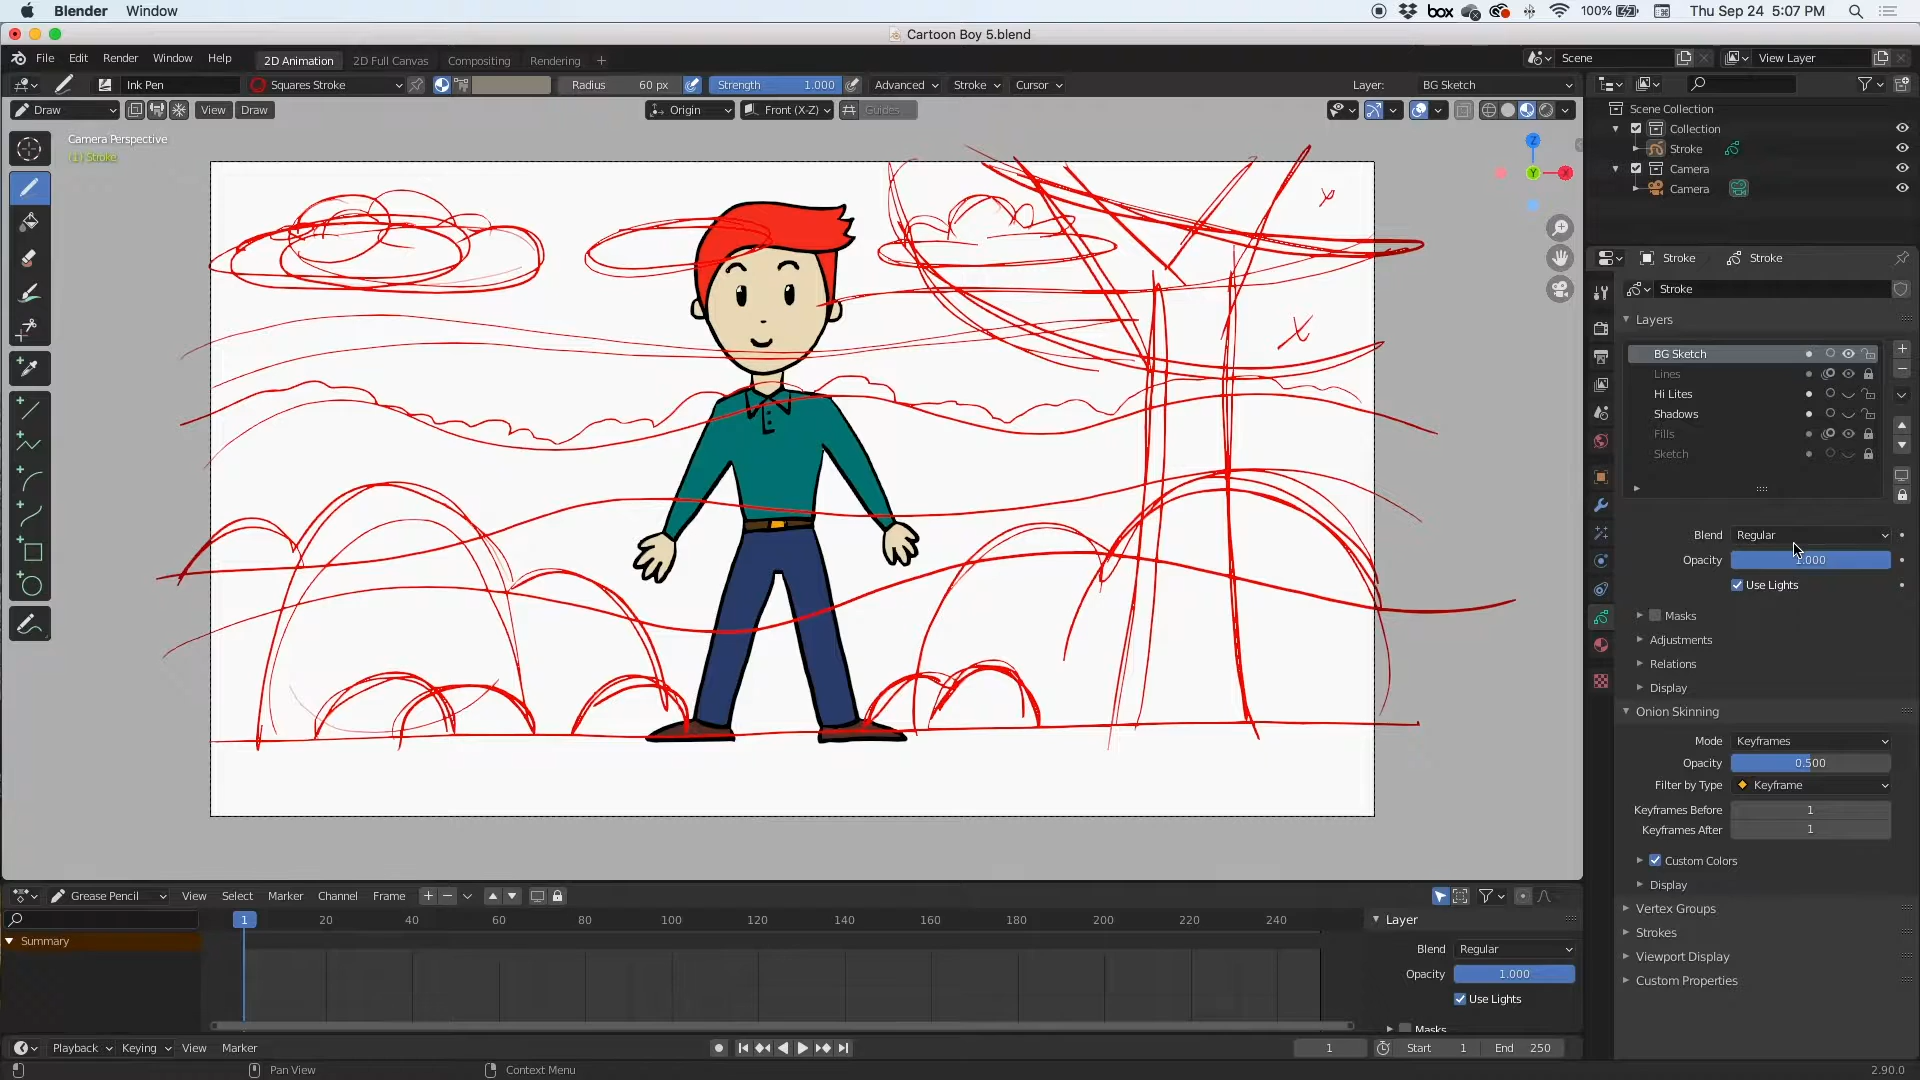 Blender Window box 100% Thu Sep 24 5:07 PM
Cartoon Boy 5.blend
File Edit Render Window Help 2D Animation 2D Full Canvas Compositing Rendering + Scene View Layer
Ink Pen Squares Stroke Radius 60 px Strength 1.000 Advanced Stroke Cursor Layer: BG Sketch
Draw View Draw Origin Front (X-Z) Guides
Camera Perspective
(1) Stroke
Z
Y
X
Scene Collection
Collection
Stroke
Camera
Camera
Stroke Stroke
Stroke
Layers
BG Sketch
Lines
Hi Lites
Shadows
Fills
Sketch
Blend Regular
Opacity 1.000
Use Lights
Masks
Adjustments
Relations
Display
Onion Skinning
Mode Keyframes
Opacity 0.500
Filter by Type Keyframe
Keyframes Before 1
Keyframes After 1
Custom Colors
Display
Vertex Groups
Strokes
Viewport Display
Custom Properties
Grease Pencil View Select Marker Channel Frame
1 20 40 60 80 100 120 140 160 180 200 220 240
Summary
Layer
Blend Regular
Opacity 1.000
Use Lights
Masks
Playback Keying View Marker 1 Start 1 End 250
Pan View Context Menu 2.90.0